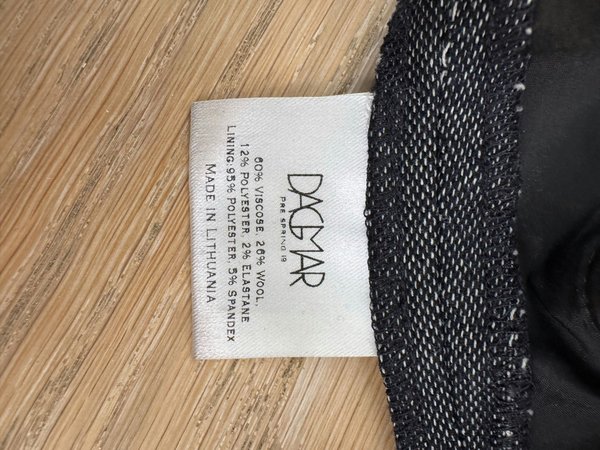 DAGMAR
PRE SPRING 19
60% VISCOSE, 26% WOOL,
12% POLYESTER, 2% ELASTANE
LINING: 95% POLYESTER, 5% SPANDEX
MADE IN LITHUANIA